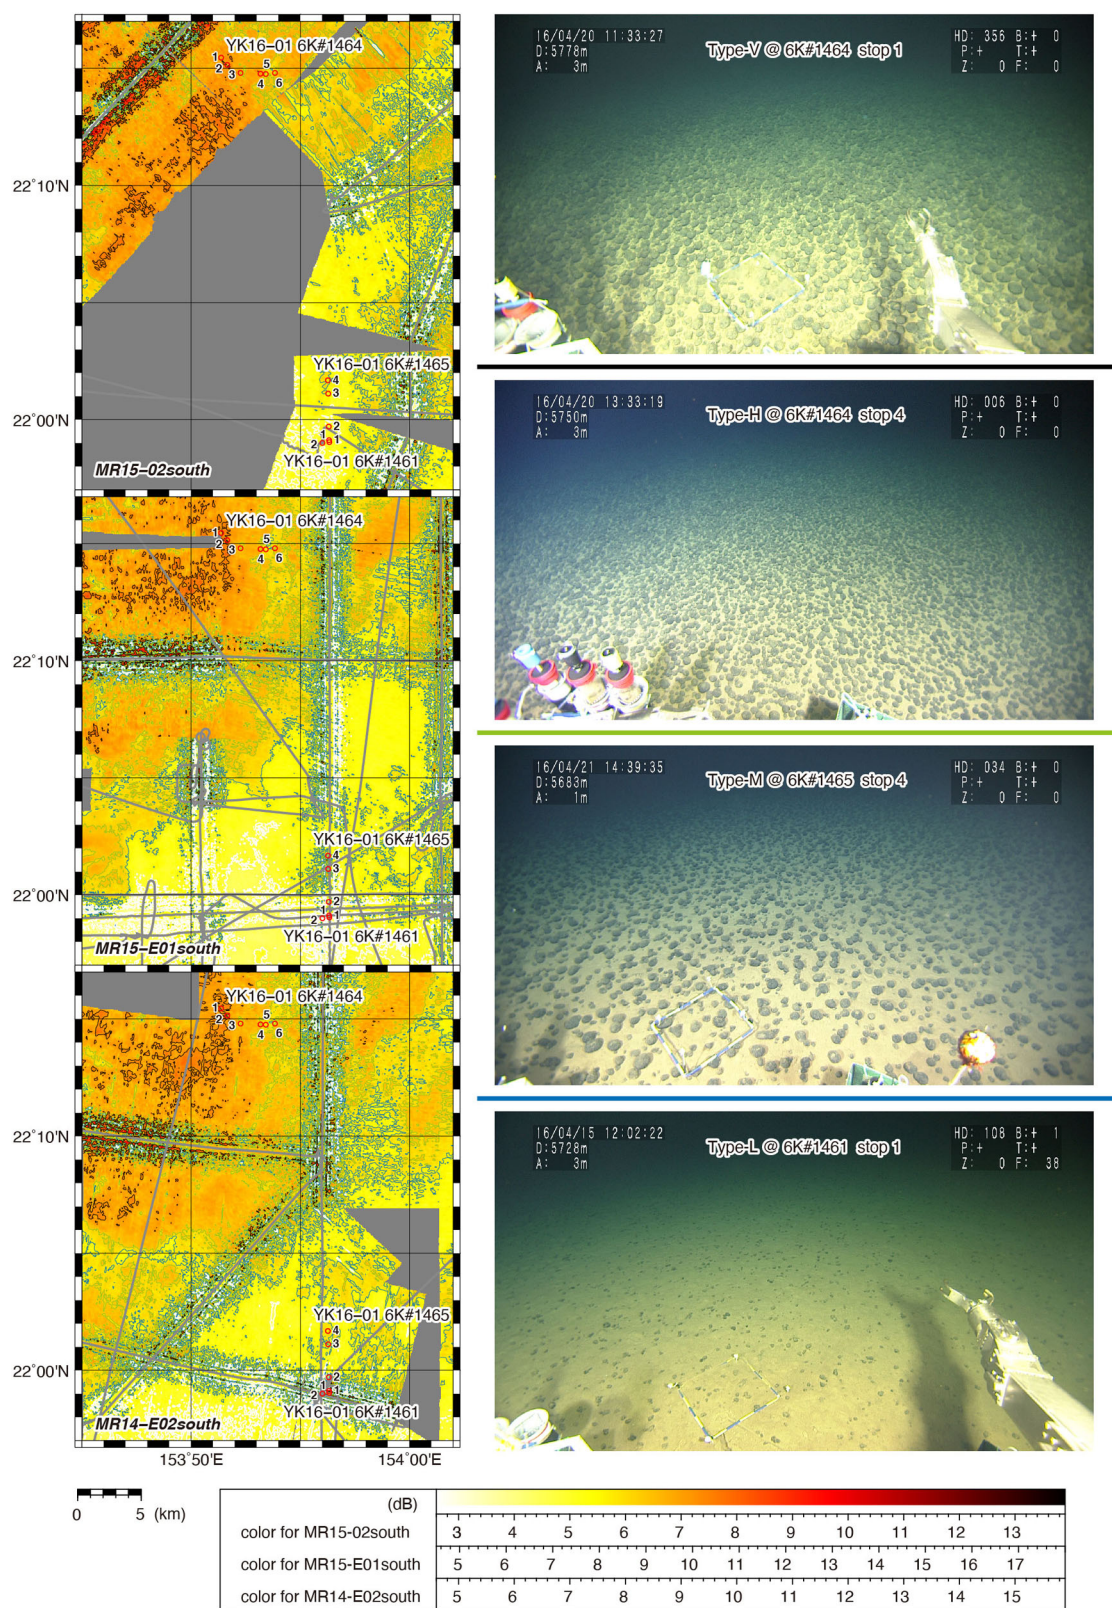 YK16-01 6K#1464
1
2
3
5
4
6
22°10'N
YK16-01 6K#1465
4
3
22°00'N
2
1
1
2
YK16-01 6K#1461
MR15-02south
YK16-01 6K#1464
1
2
3
5
4
6
22°10'N
YK16-01 6K#1465
4
3
22°00'N
2
1
1
2
YK16-01 6K#1461
MR15-E01south
YK16-01 6K#1464
1
2
3
5
4
6
22°10'N
YK16-01 6K#1465
4
3
22°00'N
2
1
1
2
YK16-01 6K#1461
MR14-E02south
153°50'E 154°00'E
16/04/20 11:33:27
D:5778m
A: 3m
Type-V @ 6K#1464 stop 1
HD: 356 B:+ 0
P:+ T:+
Z: 0 F: 0
16/04/20 13:33:19
D:5750m
A: 3m
Type-H @ 6K#1464 stop 4
HD: 006 B:+ 0
P:+ T:+
Z: 0 F: 0
16/04/21 14:39:35
D:5683m
A: 1m
Type-M @ 6K#1465 stop 4
HD: 034 B:+ 0
P:+ T:+
Z: 0 F: 0
16/04/15 12:02:22
D:5728m
A: 3m
Type-L @ 6K#1461 stop 1
HD: 108 B:+ 1
P:+ T:+
Z: 0 F: 38
0 5 (km)
(dB)
color for MR15-02south 3 4 5 6 7 8 9 10 11 12 13
color for MR15-E01south 5 6 7 8 9 10 11 12 13 14 15 16 17
color for MR14-E02south 5 6 7 8 9 10 11 12 13 14 15